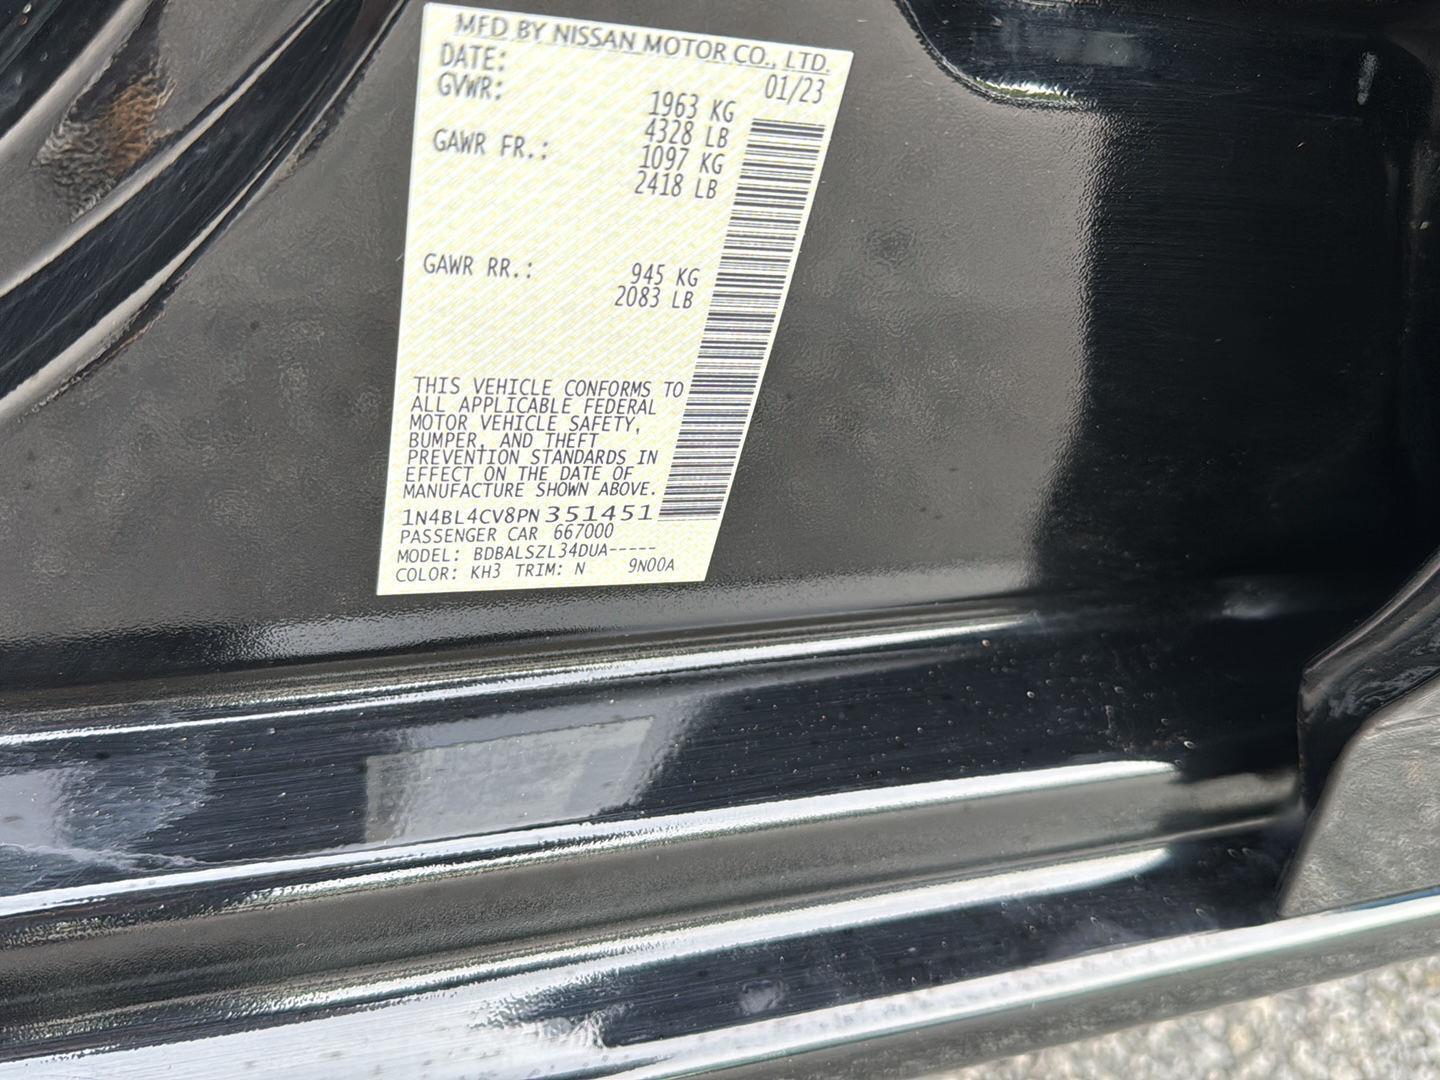 MFD BY NISSAN MOTOR CO., LTD.
DATE: 01/23
GVWR: 1963 KG
4328 LB
GAWR FR.: 1097 KG
2418 LB
GAWR RR.: 945 KG
2083 LB
THIS VEHICLE CONFORMS TO
ALL APPLICABLE FEDERAL
MOTOR VEHICLE SAFETY,
BUMPER, AND THEFT
PREVENTION STANDARDS IN
EFFECT ON THE DATE OF
MANUFACTURE SHOWN ABOVE.
1N4BL4CV8PN351451
PASSENGER CAR 667000
MODEL: BDBALSZL34DUA-----
COLOR: KH3 TRIM: N 9N00A